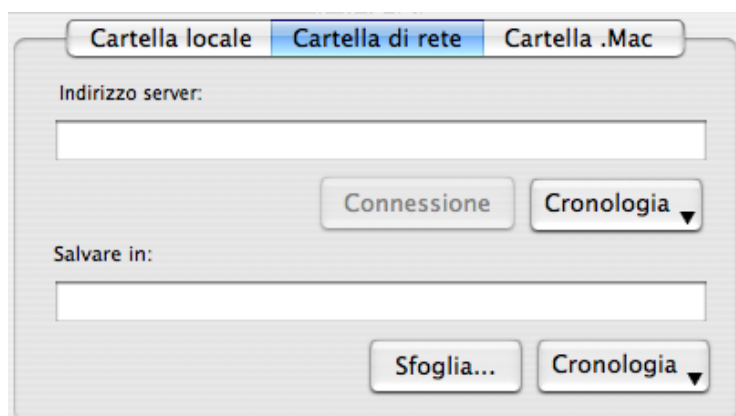 Cartella locale Cartella di rete Cartella .Mac
Indirizzo server:
Connessione Cronologia
Salvare in:
Sfoglia... Cronologia